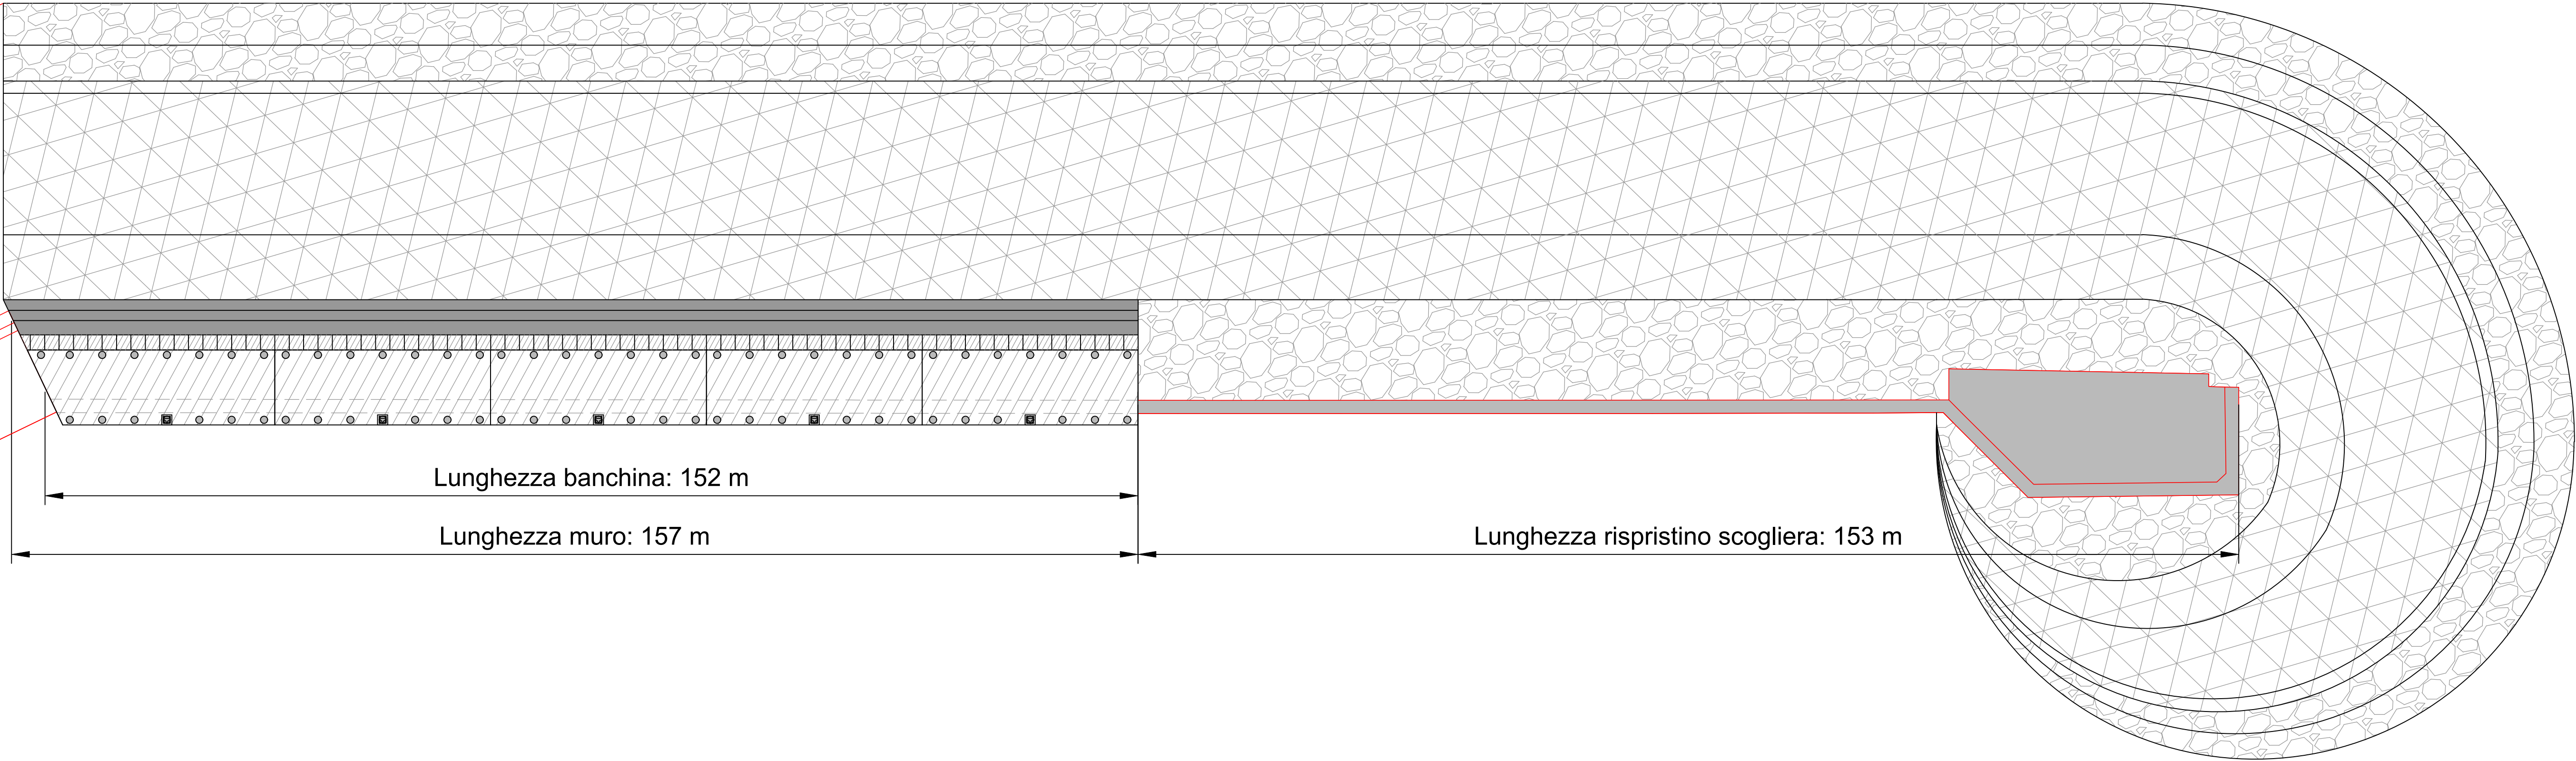 Lunghezza banchina: 152 m
Lunghezza muro: 157 m
Lunghezza rispristino scogliera: 153 m